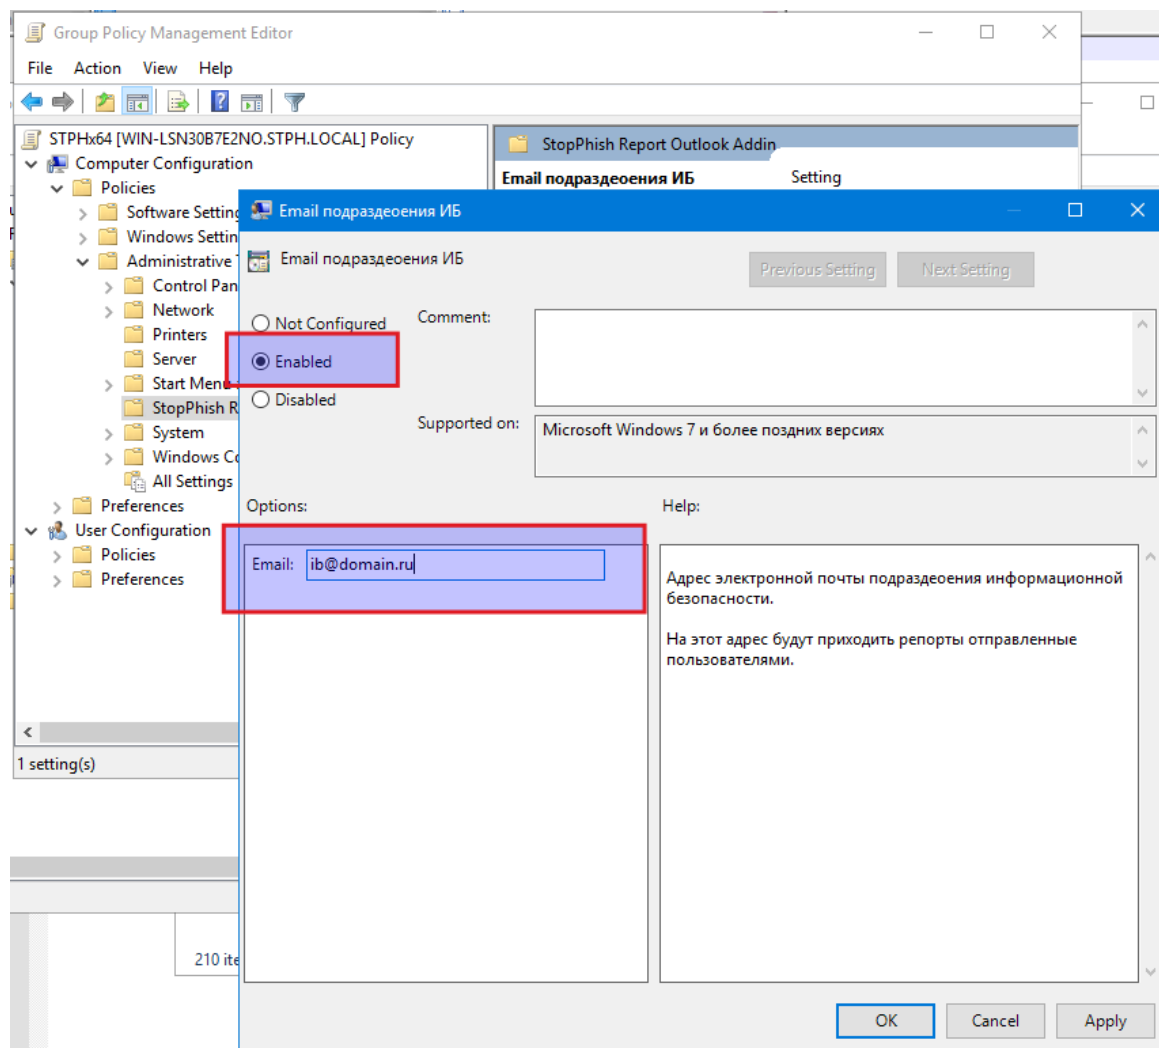 Group Policy Management Editor
File Action View Help
STPHx64 [WIN-LSN30B7E2NO.STPH.LOCAL] Policy
Computer Configuration
Policies
Software Setting
Windows Settin
Administrative
Control Pan
Network
Printers
Server
Start Menu
StopPhish R
System
Windows Co
All Settings
Preferences
User Configuration
Policies
Preferences
1 setting(s)
210 ite
StopPhish Report Outlook Addin
Email подраздеоения ИБ Setting
Email подраздеоения ИБ
Email подраздеоения ИБ
Previous Setting Next Setting
Not Configured
Enabled
Disabled
Comment:
Supported on:
Microsoft Windows 7 и более поздних версиях
Options:
Help:
Email: ib@domain.ru
Адрес электронной почты подраздеоения информационной
безопасности.
На этот адрес будут приходить репорты отправленные
пользователями.
OK Cancel Apply